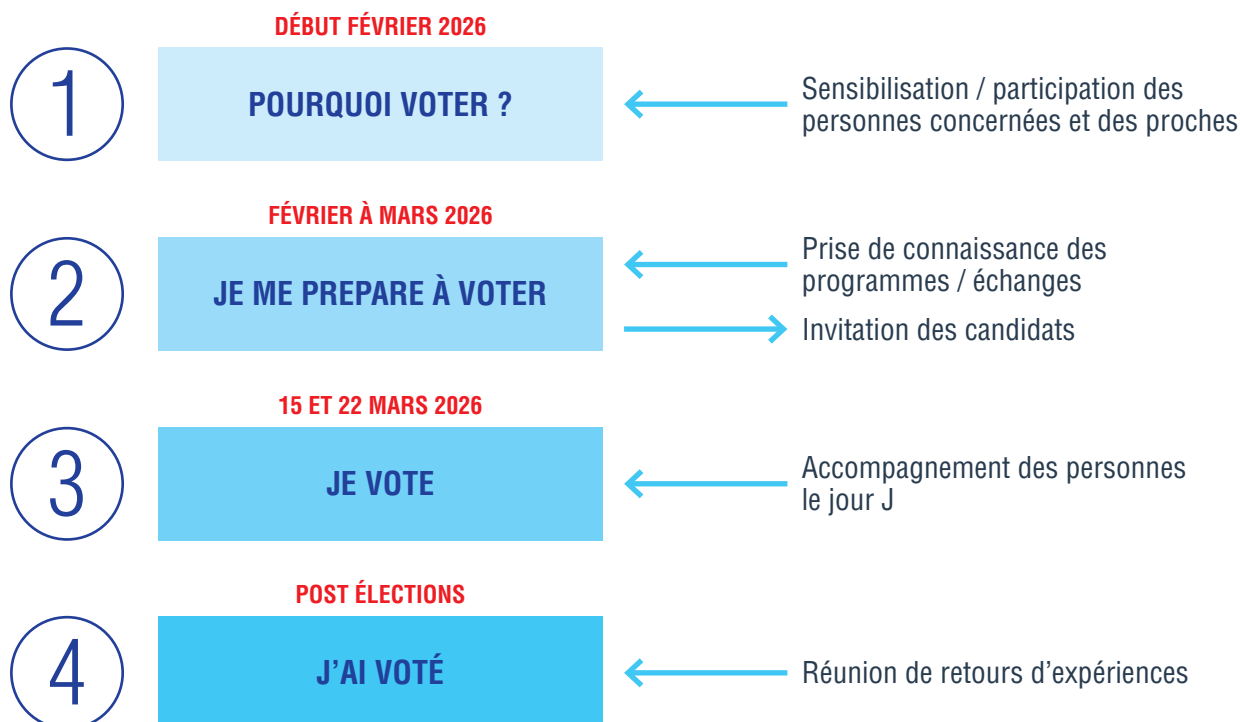 DÉBUT FÉVRIER 2026
1
POURQUOI VOTER ?
Sensibilisation / participation des
personnes concernées et des proches
FÉVRIER À MARS 2026
2
JE ME PREPARE À VOTER
Prise de connaissance des
programmes / échanges
Invitation des candidats
15 ET 22 MARS 2026
3
JE VOTE
Accompagnement des personnes
le jour J
POST ÉLECTIONS
4
J’AI VOTÉ
Réunion de retours d’expériences